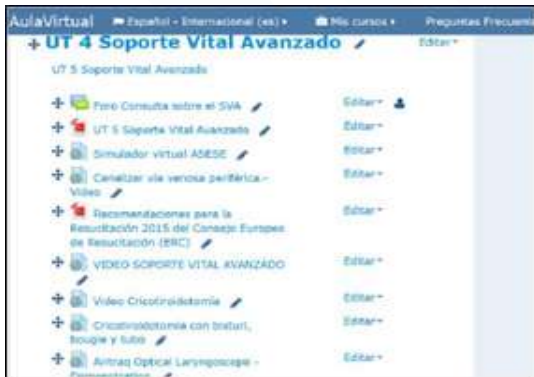 AulaVirtual Español - Internacional (es) Mis cursos Preguntas Frecuente
UT 4 Soporte Vital Avanzado Editar
UT 5 Soporte Vital Avanzado
Foro Consulta sobre el SVA Editar
UT 5 Soporte Vital Avanzado Editar
Simulador virtual ASESE Editar
Canalizar vía venosa periférica.- Editar
Video
Recomendaciones para la Editar
Resucitación 2015 del Consejo Europeo
de Resucitación (ERC)
VIDEO SOPORTE VITAL AVANZADO Editar
Video Cricotiroidotomía Editar
Cricotiroidotomía con bisturí, Editar
bougie y tubo
Airtraq Optical Laryngoscope - Editar